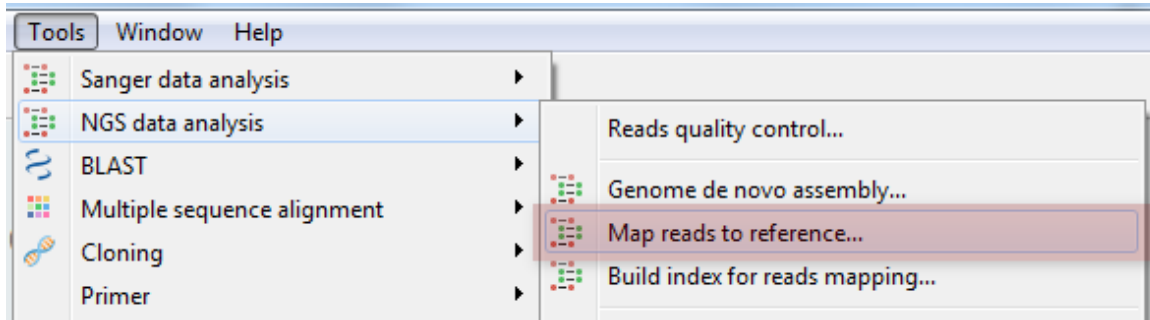 Tools Window Help
Sanger data analysis
NGS data analysis
BLAST
Multiple sequence alignment
Cloning
Primer
Reads quality control...
Genome de novo assembly...
Map reads to reference...
Build index for reads mapping...